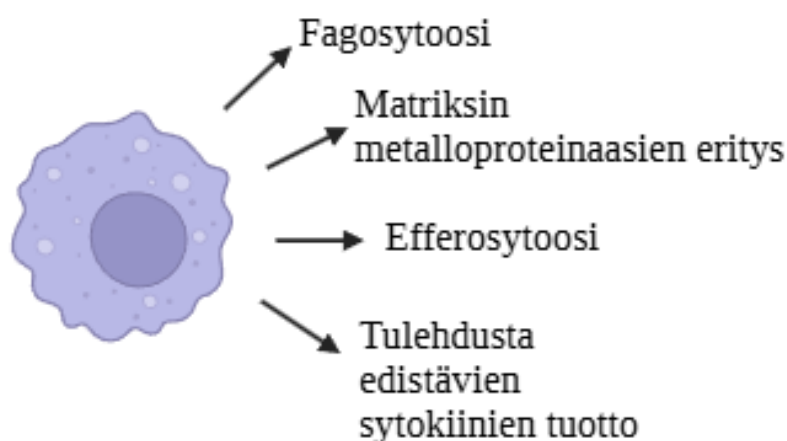 Fagosytoosi
Matriksin
metalloproteinaasien eritys
Efferosytoosi
Tulehdusta
edistävien
sytokiinien tuotto